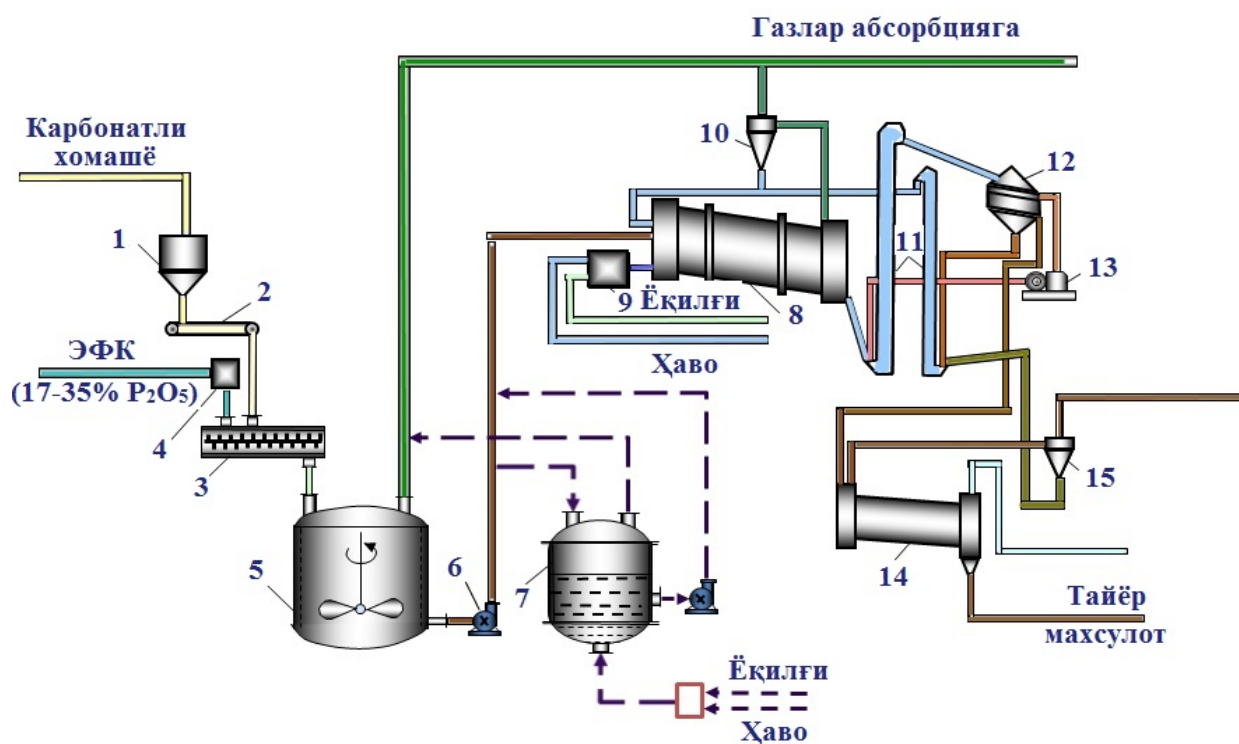 Газлар абсорбцияга
Карбонатли
хомашё
10
12
1
11
13
2
9 Ёқилғи
8
ЭФК
(17-35% P₂O₅)
Ҳаво
4
3
15
5
6
7
14
Тайёр
махсулот
Ёқилғи
Ҳаво